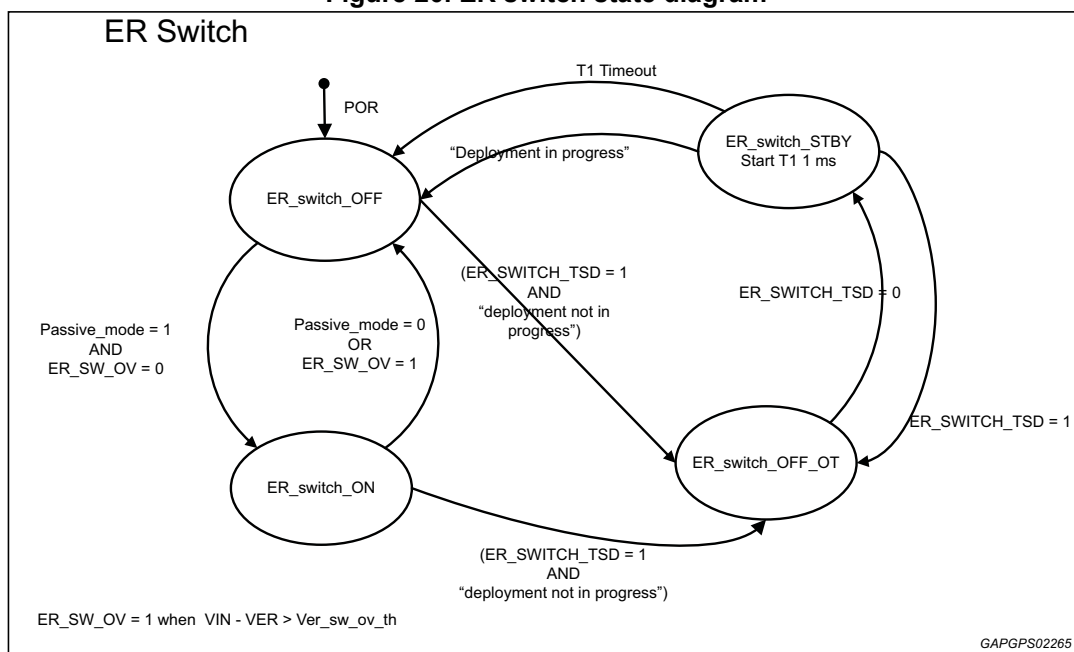 Figure 20. ER switch state diagram
ER Switch
T1 Timeout
POR
ER_switch_STBY
Start T1 1 ms
“Deployment in progress”
ER_switch_OFF
(ER_SWITCH_TSD = 1
AND
“deployment not in
progress”)
ER_SWITCH_TSD = 0
Passive_mode = 1
AND
ER_SW_OV = 0
Passive_mode = 0
OR
ER_SW_OV = 1
ER_SWITCH_TSD = 1
ER_switch_OFF_OT
ER_switch_ON
(ER_SWITCH_TSD = 1
AND
“deployment not in progress”)
ER_SW_OV = 1 when VIN - VER > Ver_sw_ov_th
GAPGPS02265